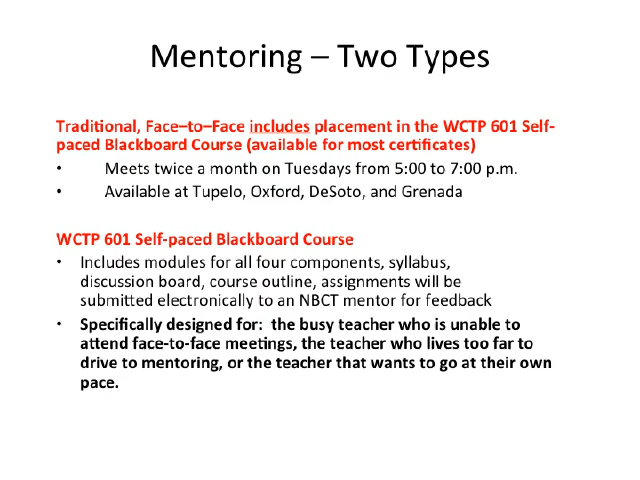 Mentoring – Two Types
Traditional, Face–to–Face includes placement in the WCTP 601 Self-
paced Blackboard Course (available for most certificates)
• Meets twice a month on Tuesdays from 5:00 to 7:00 p.m.
• Available at Tupelo, Oxford, DeSoto, and Grenada
WCTP 601 Self-paced Blackboard Course
• Includes modules for all four components, syllabus,
discussion board, course outline, assignments will be
submitted electronically to an NBCT mentor for feedback
• Specifically designed for:  the busy teacher who is unable to
attend face-to-face meetings, the teacher who lives too far to
drive to mentoring, or the teacher that wants to go at their own
pace.